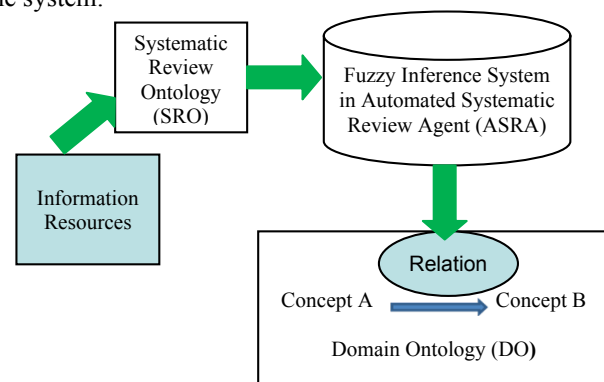 system.
Systematic
Review
Ontology
(SRO)
Fuzzy Inference System
in Automated Systematic
Review Agent (ASRA)
Information
Resources
Relation
Concept A
Concept B
Domain Ontology (DO)